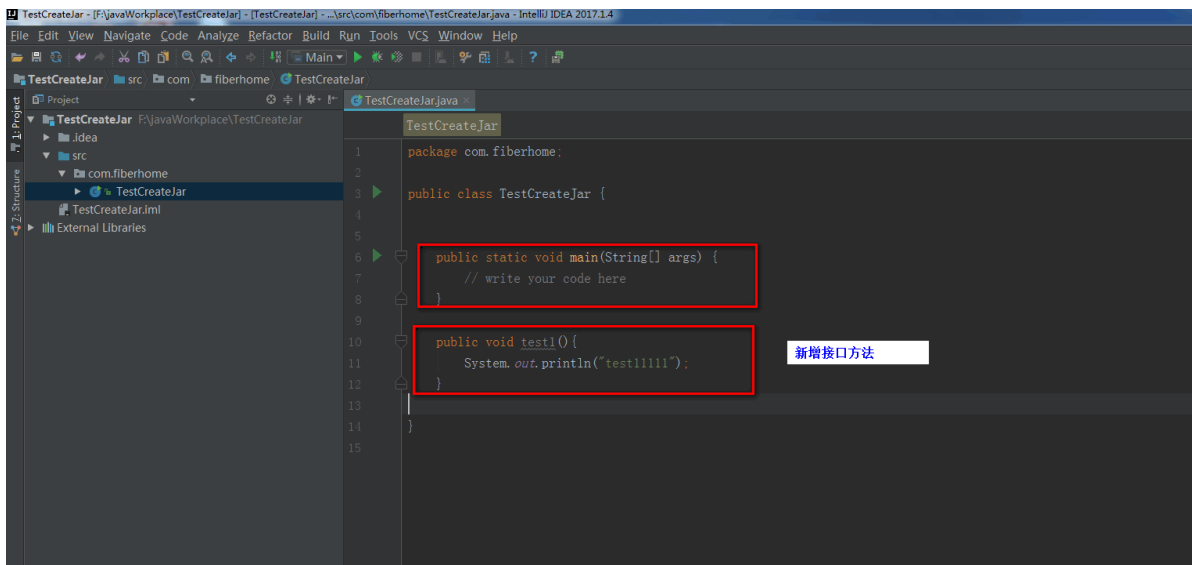 TestCreateJar - [F:\javaWorkplace\TestCreateJar] - [TestCreateJar] - ...\src\com\fiberhome\TestCreateJar.java - IntelliJ IDEA 2017.1.4
File Edit View Navigate Code Analyze Refactor Build Run Tools VCS Window Help
Main
TestCreateJar src com fiberhome TestCreateJar
Project TestCreateJar.java
1: Project
TestCreateJar F:\javaWorkplace\TestCreateJar
TestCreateJar
.idea
src
com.fiberhome
TestCreateJar
TestCreateJar.iml
External Libraries
7: Structure
1 package com.fiberhome;
2
3 public class TestCreateJar {
4
5
6 public static void main(String[] args) {
7 // write your code here
8 }
9
10 public void test1(){
11 System.out.println("test11111");
12 }
13
14 }
15
新增接口方法